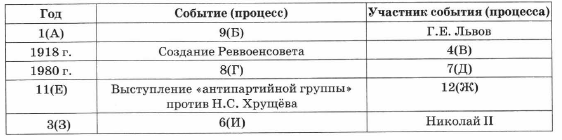 Год Событие (процесс) Участник события (процесса)
1(А) 9(Б) Г.Е. Львов
1918 г. Создание Реввоенсовета 4(В)
1980 г. 8(Г) 7(Д)
11(Е) Выступление «антипартийной группы»
против Н.С. Хрущёва 12(Ж)
3(З) 6(И) Николай II